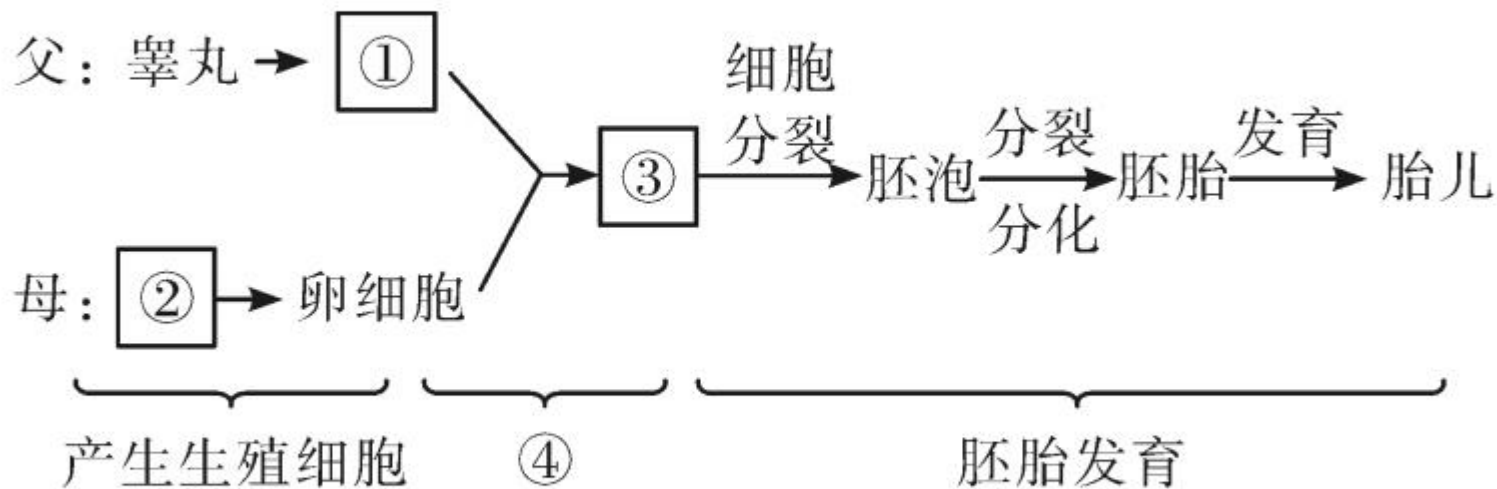 父：睾丸 ①
细胞
分裂
③
胚泡
分裂
分化
胚胎
发育
胎儿
母：② 卵细胞
产生生殖细胞 ④ 胚胎发育